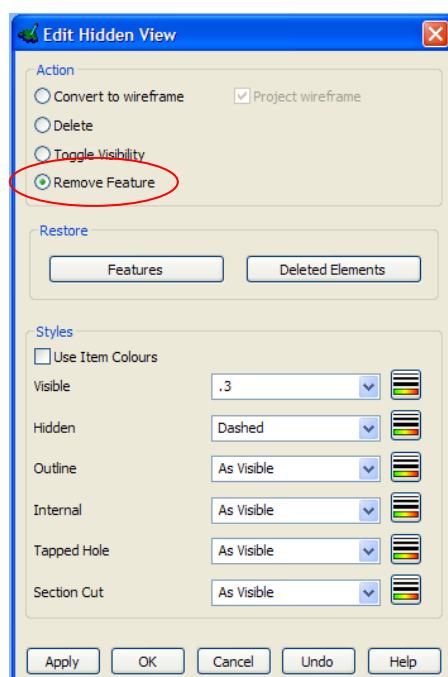 Edit Hidden View
Action
Convert to wireframe Project wireframe
Delete
Toggle Visibility
Remove Feature
Restore
Features Deleted Elements
Styles
Use Item Colours
Visible .3
Hidden Dashed
Outline As Visible
Internal As Visible
Tapped Hole As Visible
Section Cut As Visible
Apply OK Cancel Undo Help